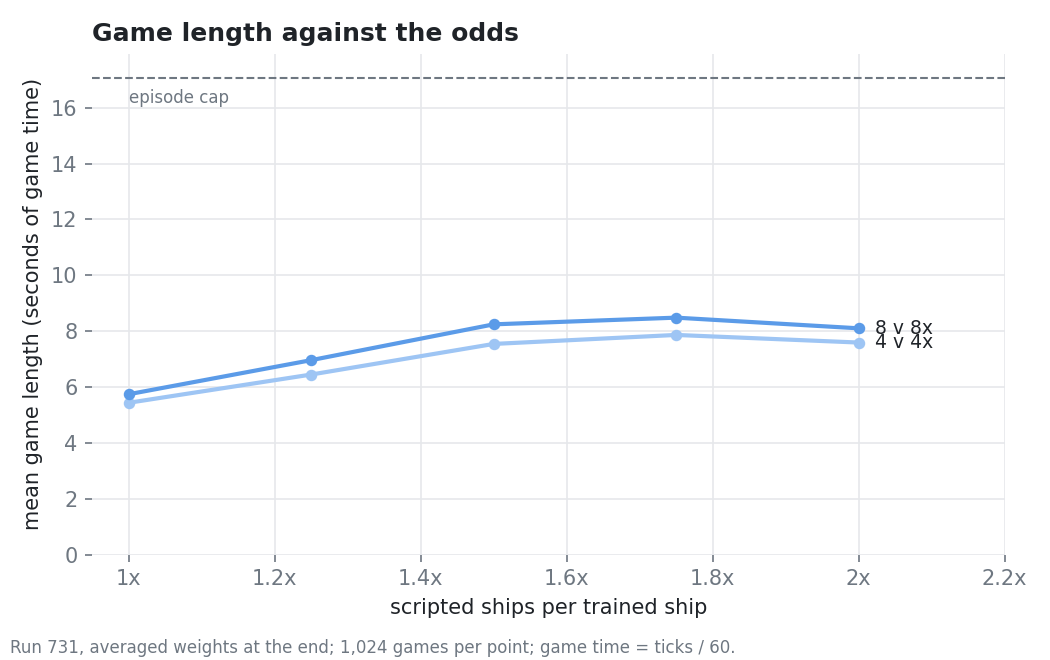 Game length against the odds
episode cap
mean game length (seconds of game time)
16
14
12
10
8
6
4
2
0
8 v 8x
4 v 4x
1x 1.2x 1.4x 1.6x 1.8x 2x 2.2x
scripted ships per trained ship
Run 731, averaged weights at the end; 1,024 games per point; game time = ticks / 60.